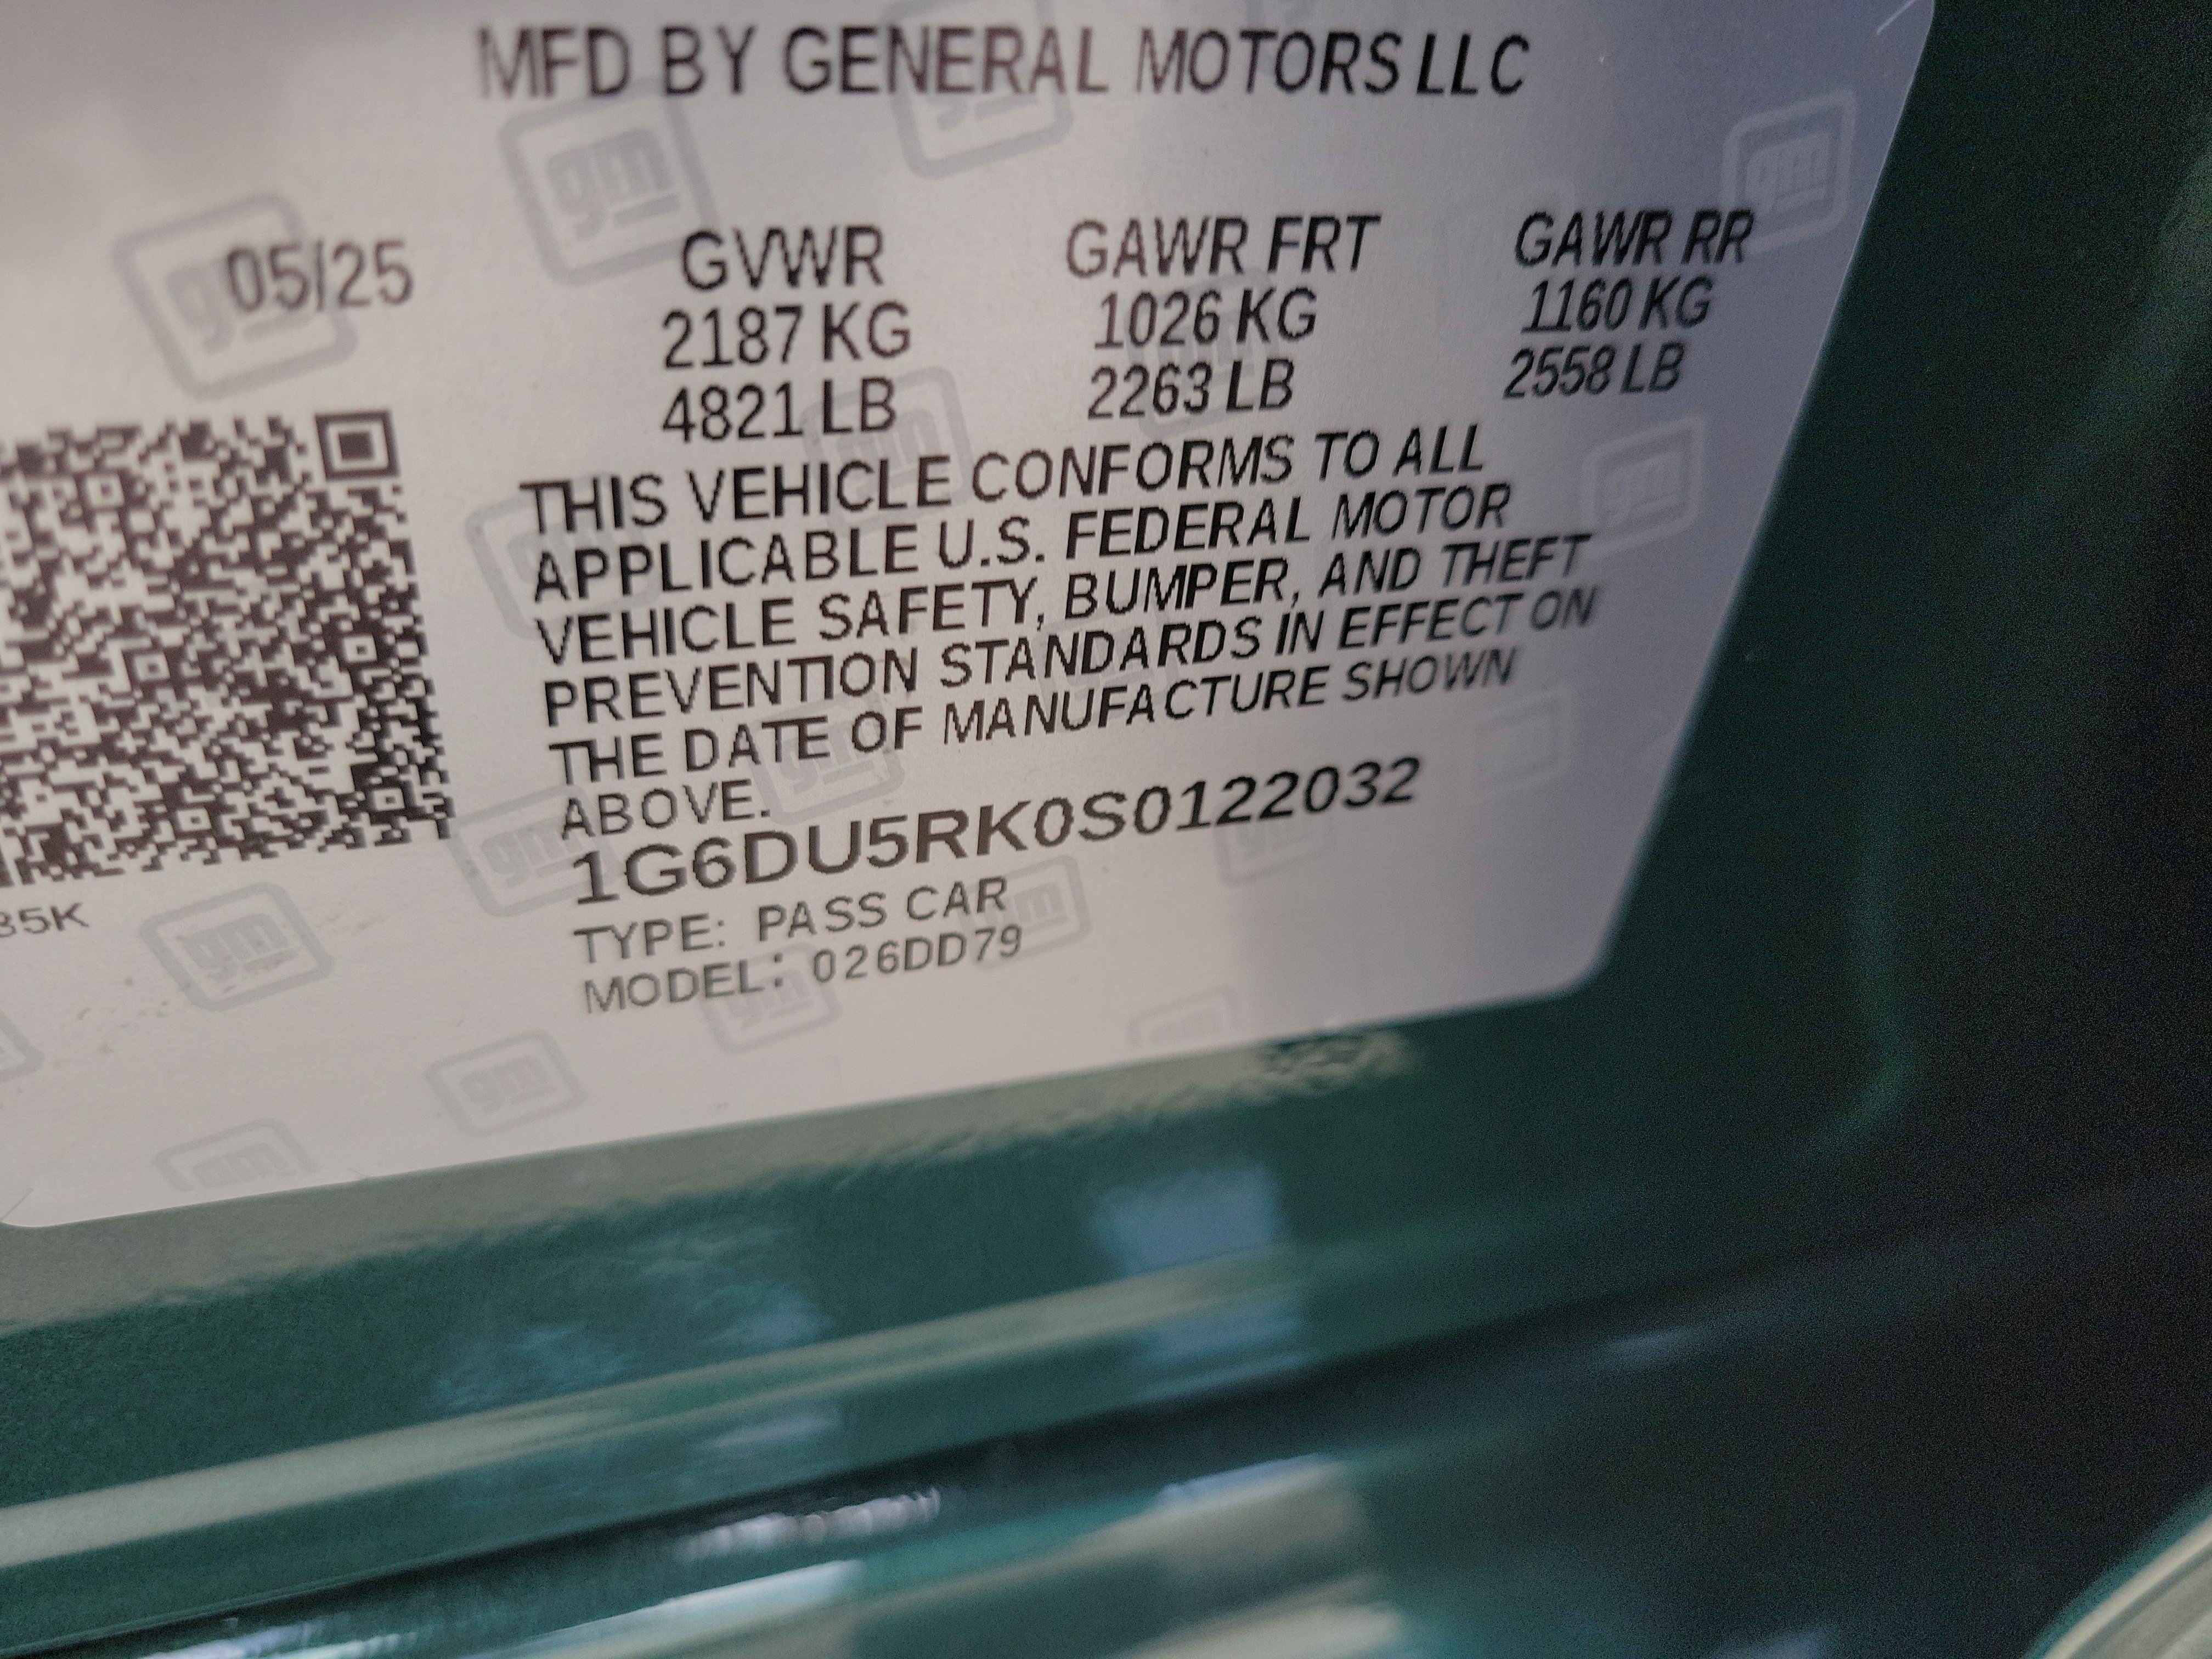 MFD BY GENERAL MOTORS LLC
05/25 GVWR GAWR FRT GAWR RR
2187 KG 1026 KG 1160 KG
4821 LB 2263 LB 2558 LB
THIS VEHICLE CONFORMS TO ALL
APPLICABLE U.S. FEDERAL MOTOR
VEHICLE SAFETY, BUMPER, AND THEFT
PREVENTION STANDARDS IN EFFECT ON
THE DATE OF MANUFACTURE SHOWN
ABOVE.
1G6DU5RK0S0122032
TYPE: PASS CAR
MODEL: 026DD79
35K
gm